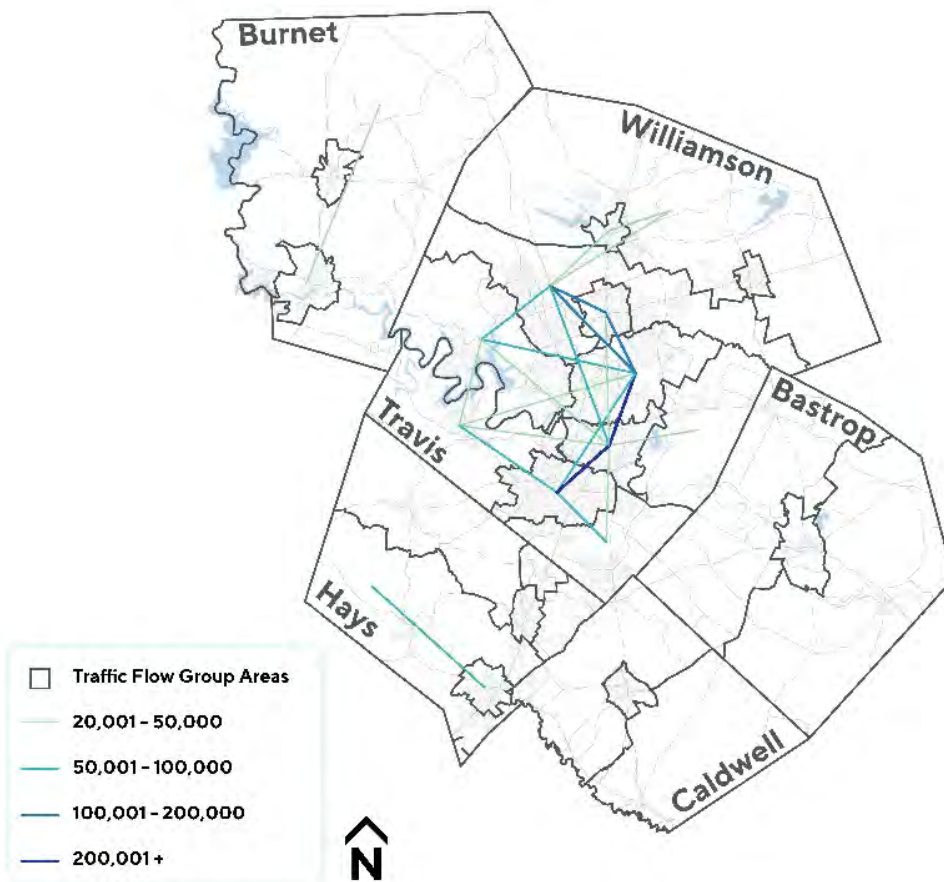 Burnet
Williamson
Bastrop
Travis
Hays
Caldwell
Traffic Flow Group Areas
20,001 - 50,000
50,001 - 100,000
100,001 - 200,000
200,001 +
N